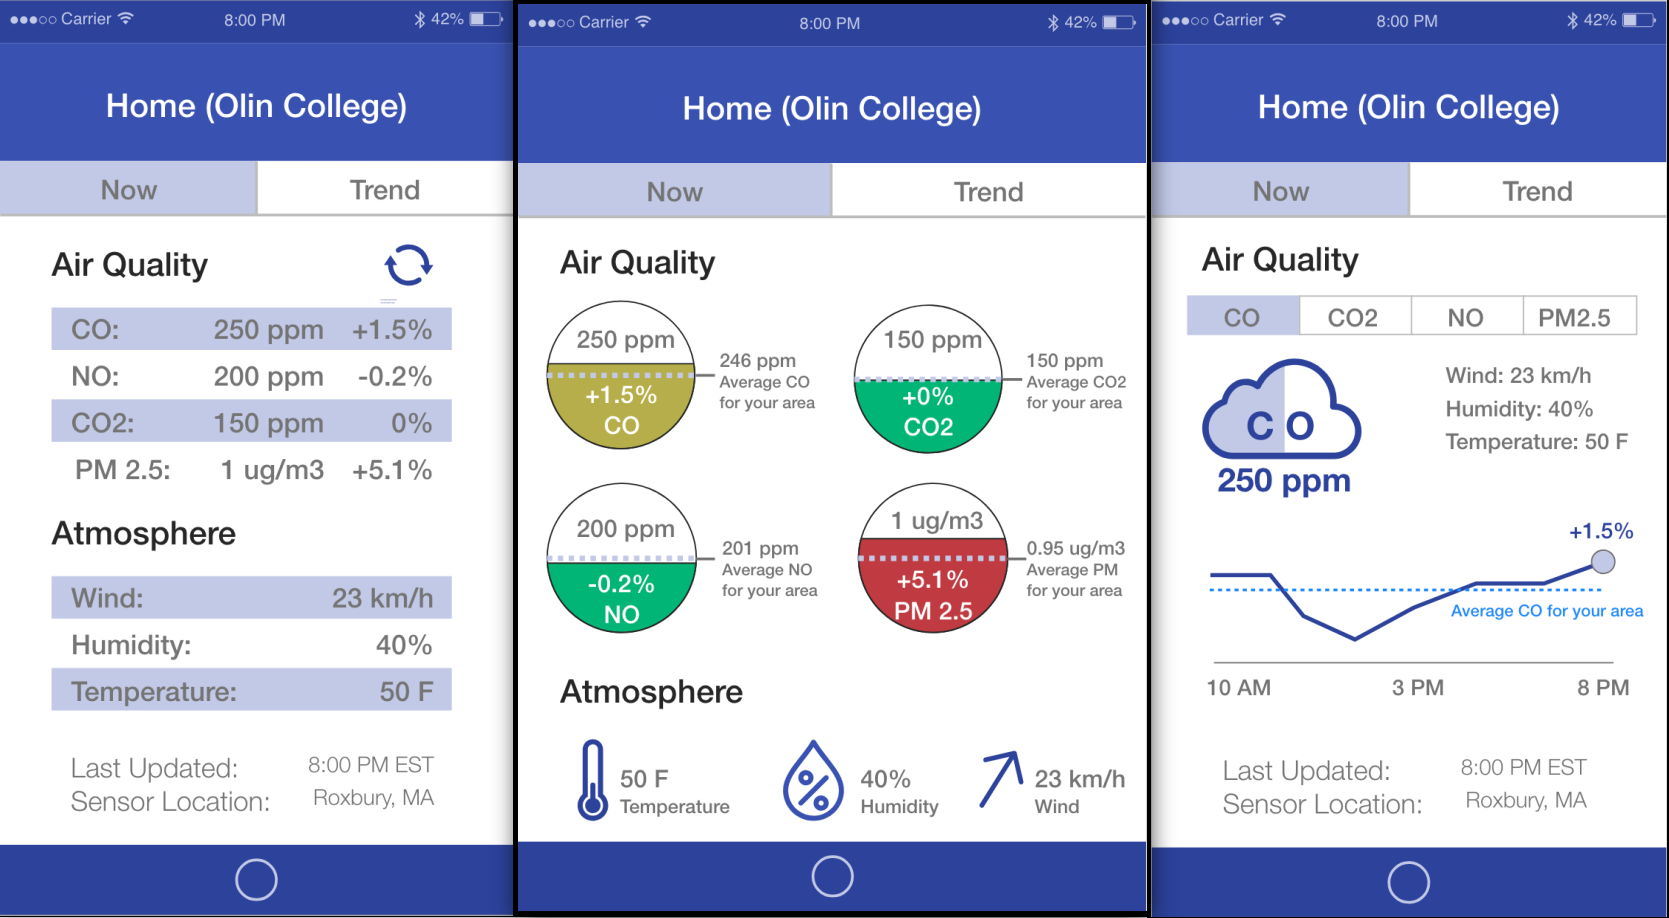 Carrier 8:00 PM 42%
Home (Olin College)
Now Trend
Air Quality
CO: 250 ppm +1.5%
NO: 200 ppm -0.2%
CO2: 150 ppm 0%
PM 2.5: 1 ug/m3 +5.1%
Atmosphere
Wind: 23 km/h
Humidity: 40%
Temperature: 50 F
Last Updated: 8:00 PM EST
Sensor Location: Roxbury, MA
Carrier 8:00 PM 42%
Home (Olin College)
Now Trend
Air Quality
250 ppm
+1.5%
CO
246 ppm
Average CO
for your area
150 ppm
+0%
CO2
150 ppm
Average CO2
for your area
200 ppm
-0.2%
NO
201 ppm
Average NO
for your area
1 ug/m3
+5.1%
PM 2.5
0.95 ug/m3
Average PM
for your area
Atmosphere
50 F
Temperature
%
40%
Humidity
23 km/h
Wind
Carrier 8:00 PM 42%
Home (Olin College)
Now Trend
Air Quality
CO CO2 NO PM2.5
CO
250 ppm
Wind: 23 km/h
Humidity: 40%
Temperature: 50 F
+1.5%
Average CO for your area
10 AM 3 PM 8 PM
Last Updated: 8:00 PM EST
Sensor Location: Roxbury, MA